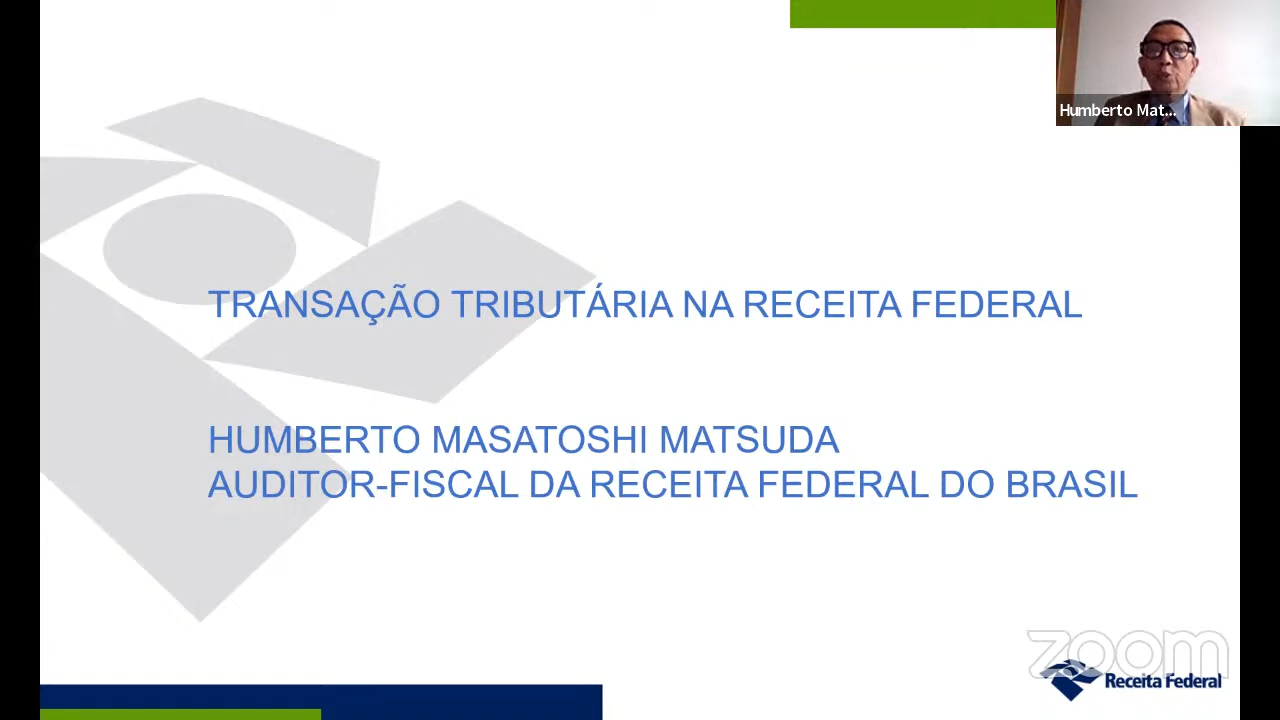 Humberto Mat...
TRANSAÇÃO TRIBUTÁRIA NA RECEITA FEDERAL
HUMBERTO MASATOSHI MATSUDA
AUDITOR-FISCAL DA RECEITA FEDERAL DO BRASIL
zoom
Receita Federal